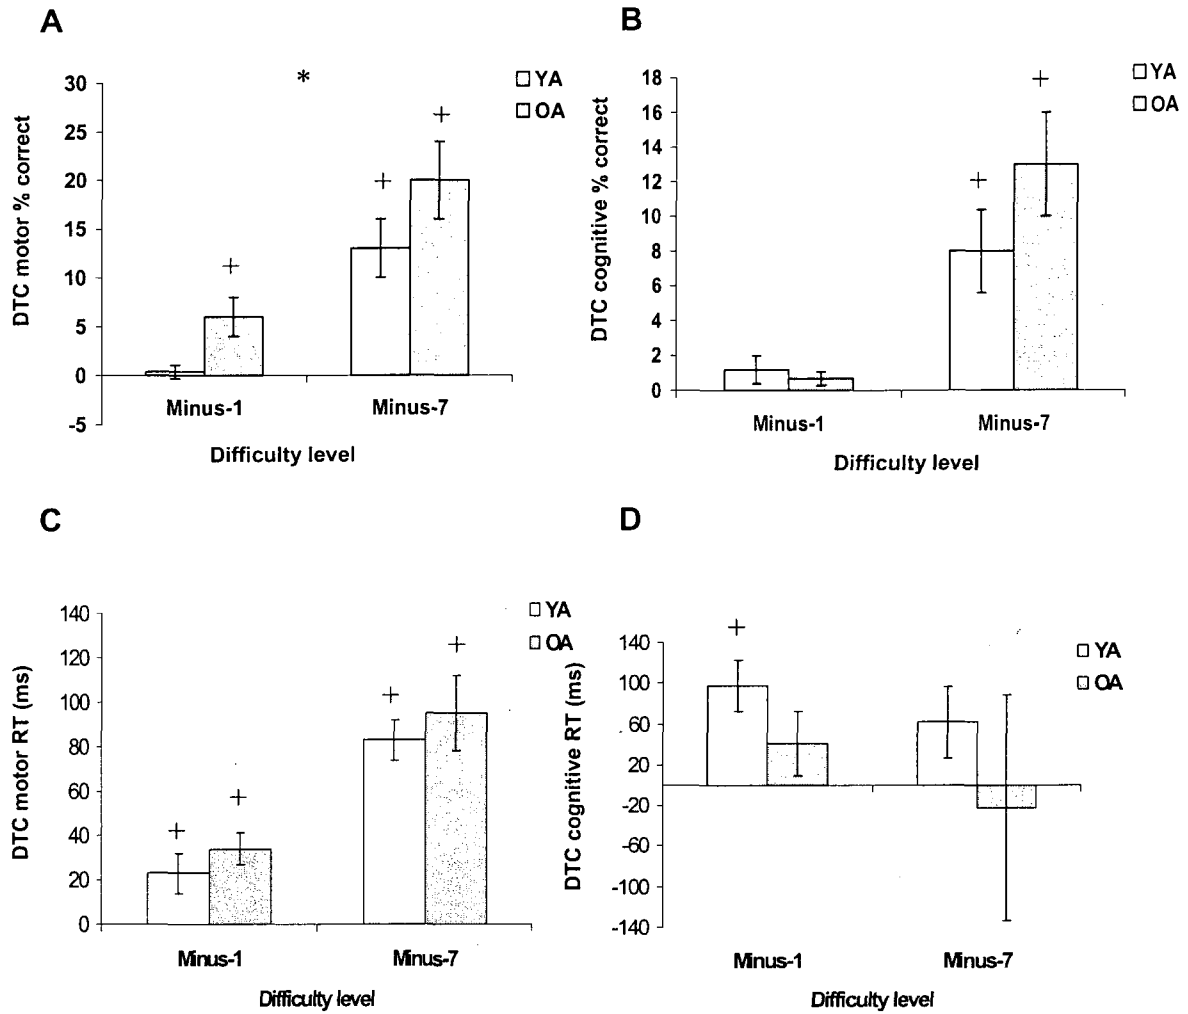 A
*
YA
OA
30
25
20
15
10
5
0
-5
+
+
+
DTC motor % correct
Minus-1
Minus-7
Difficulty level
B
YA
OA
18
16
14
12
10
8
6
4
2
0
+
+
DTC cognitive % correct
Minus-1
Minus-7
Difficulty level
C
YA
OA
140
120
100
80
60
40
20
0
+
+
+
+
DTC motor RT (ms)
Minus-1
Minus-7
Difficulty level
D
YA
OA
140
100
60
20
-20
-60
-100
-140
+
DTC cognitive RT (ms)
Minus-1
Minus-7
Difficulty level